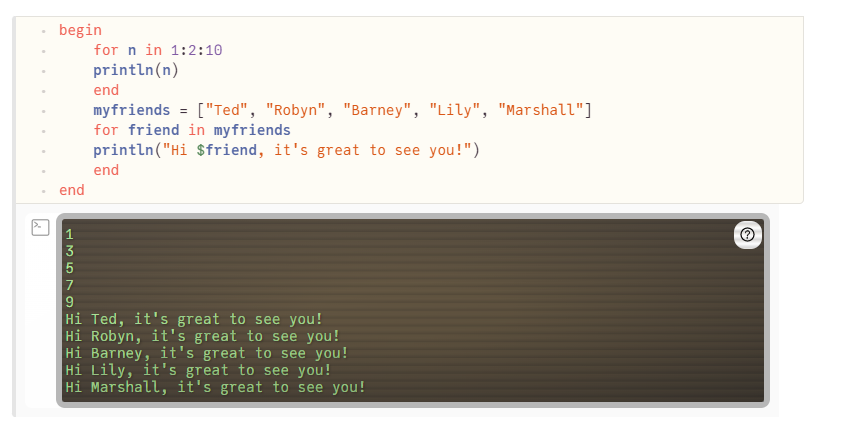 begin
for n in 1:2:10
println(n)
end
myfriends = ["Ted", "Robyn", "Barney", "Lily", "Marshall"]
for friend in myfriends
println("Hi $friend, it's great to see you!")
end
end
1
3
5
7
9
Hi Ted, it's great to see you!
Hi Robyn, it's great to see you!
Hi Barney, it's great to see you!
Hi Lily, it's great to see you!
Hi Marshall, it's great to see you!